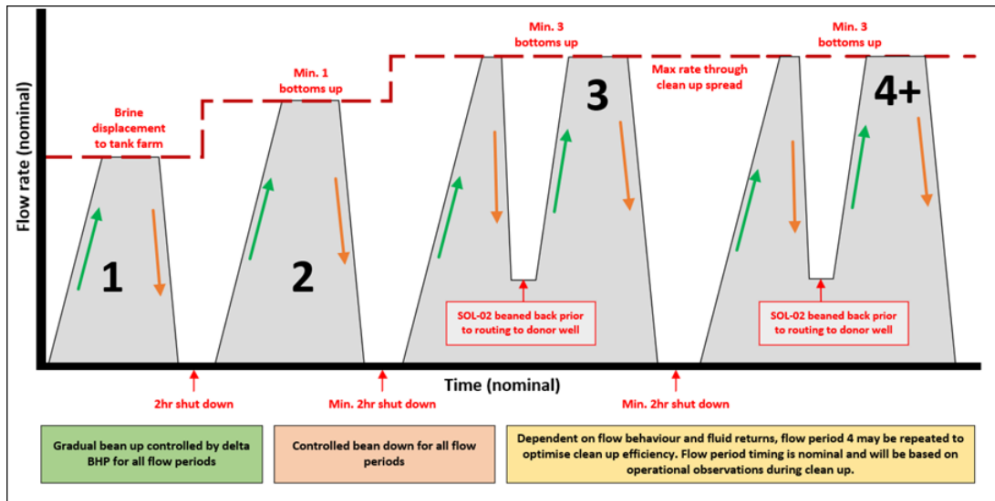 Flow rate (nominal)
Brine
displacement
to tank farm
Min. 1
bottoms up
Min. 3
bottoms up
Max rate through
clean up spread
Min. 3
bottoms up
1
2
3
4+
SOL-02 beaned back prior
to routing to donor well
SOL-02 beaned back prior
to routing to donor well
Time (nominal)
2hr shut down
Min. 2hr shut down
Min. 2hr shut down
Gradual bean up controlled by delta
BHP for all flow periods
Controlled bean down for all flow
periods
Dependent on flow behaviour and fluid returns, flow period 4 may be repeated to
optimise clean up efficiency. Flow period timing is nominal and will be based on
operational observations during clean up.